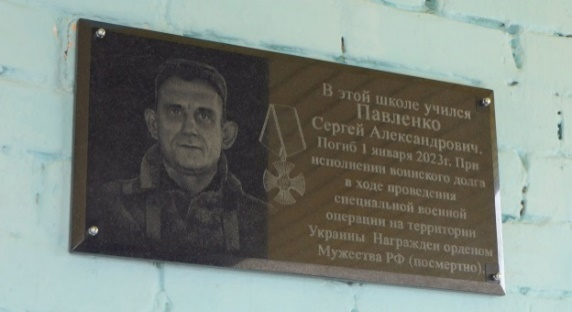 В этой школе учился
Павленко
Сергей Александрович.
Погиб 1 января 2023г. При
исполнении воинского долга
в ходе проведения
специальной военной
операции на территории
Украины Награжден орденом
Мужества РФ (посмертно).